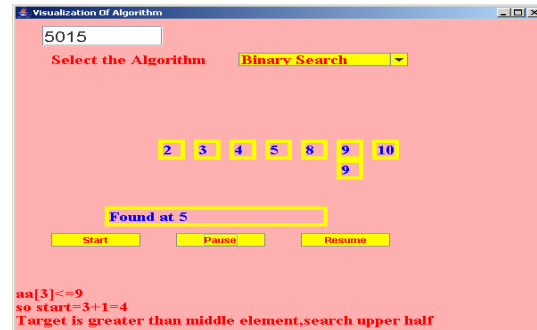 Visualization Of Algorithm
5015
Select the Algorithm Binary Search
2 3 4 5 8 9 10
9
Found at 5
Start Pause Resume
aa[3]<=9
so start=3+1=4
Target is greater than middle element,search upper half